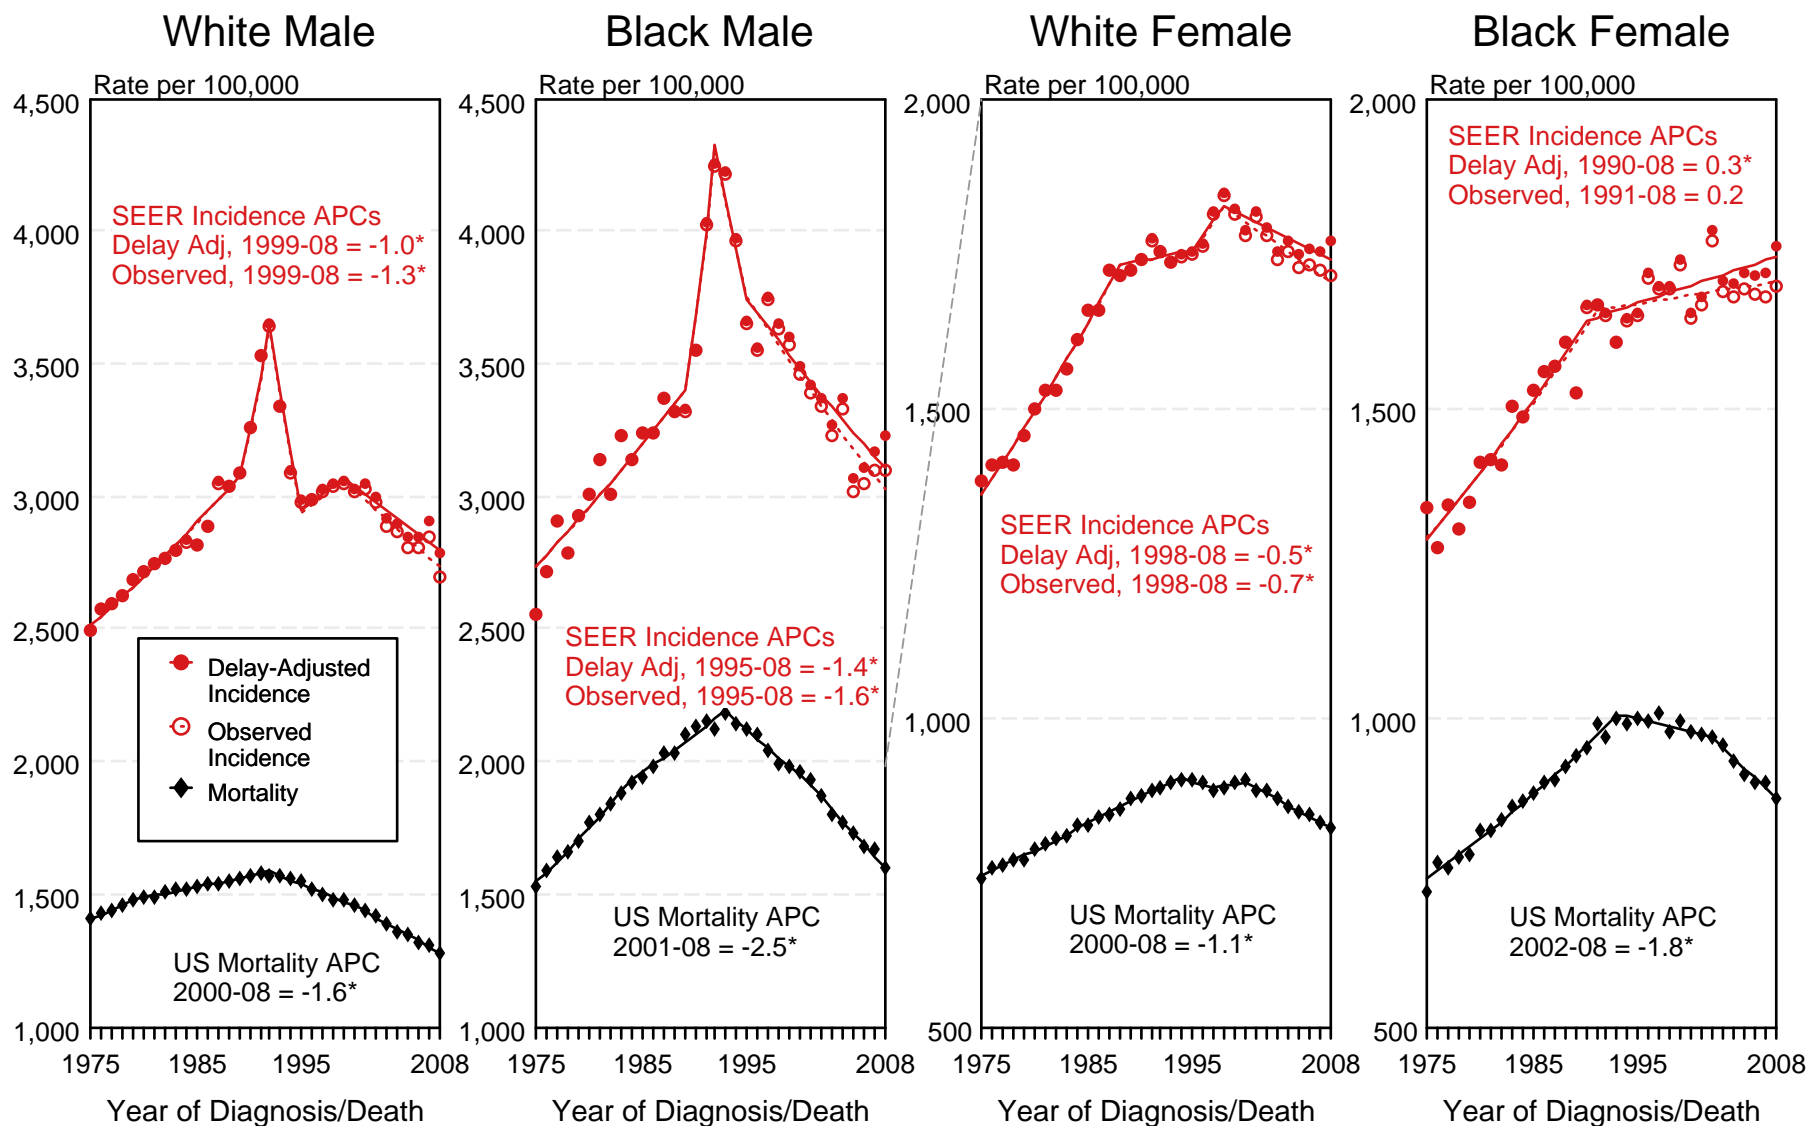 White Male
Rate per 100,000
4,500
4,000
3,500
3,000
2,500
2,000
1,500
1,000
SEER Incidence APCs
Delay Adj, 1999-08 = -1.0*
Observed, 1999-08 = -1.3*
Delay-Adjusted
Incidence
Observed
Incidence
Mortality
US Mortality APC
2000-08 = -1.6*
1975
1985
1995
2008
Year of Diagnosis/Death
Black Male
Rate per 100,000
4,500
4,000
3,500
3,000
2,500
2,000
1,500
1,000
SEER Incidence APCs
Delay Adj, 1995-08 = -1.4*
Observed, 1995-08 = -1.6*
US Mortality APC
2001-08 = -2.5*
1975
1985
1995
2008
Year of Diagnosis/Death
White Female
Rate per 100,000
2,000
1,500
1,000
500
SEER Incidence APCs
Delay Adj, 1998-08 = -0.5*
Observed, 1998-08 = -0.7*
US Mortality APC
2000-08 = -1.1*
1975
1985
1995
2008
Year of Diagnosis/Death
Black Female
Rate per 100,000
2,000
1,500
1,000
500
SEER Incidence APCs
Delay Adj, 1990-08 = 0.3*
Observed, 1991-08 = 0.2
US Mortality APC
2002-08 = -1.8*
1975
1985
1995
2008
Year of Diagnosis/Death